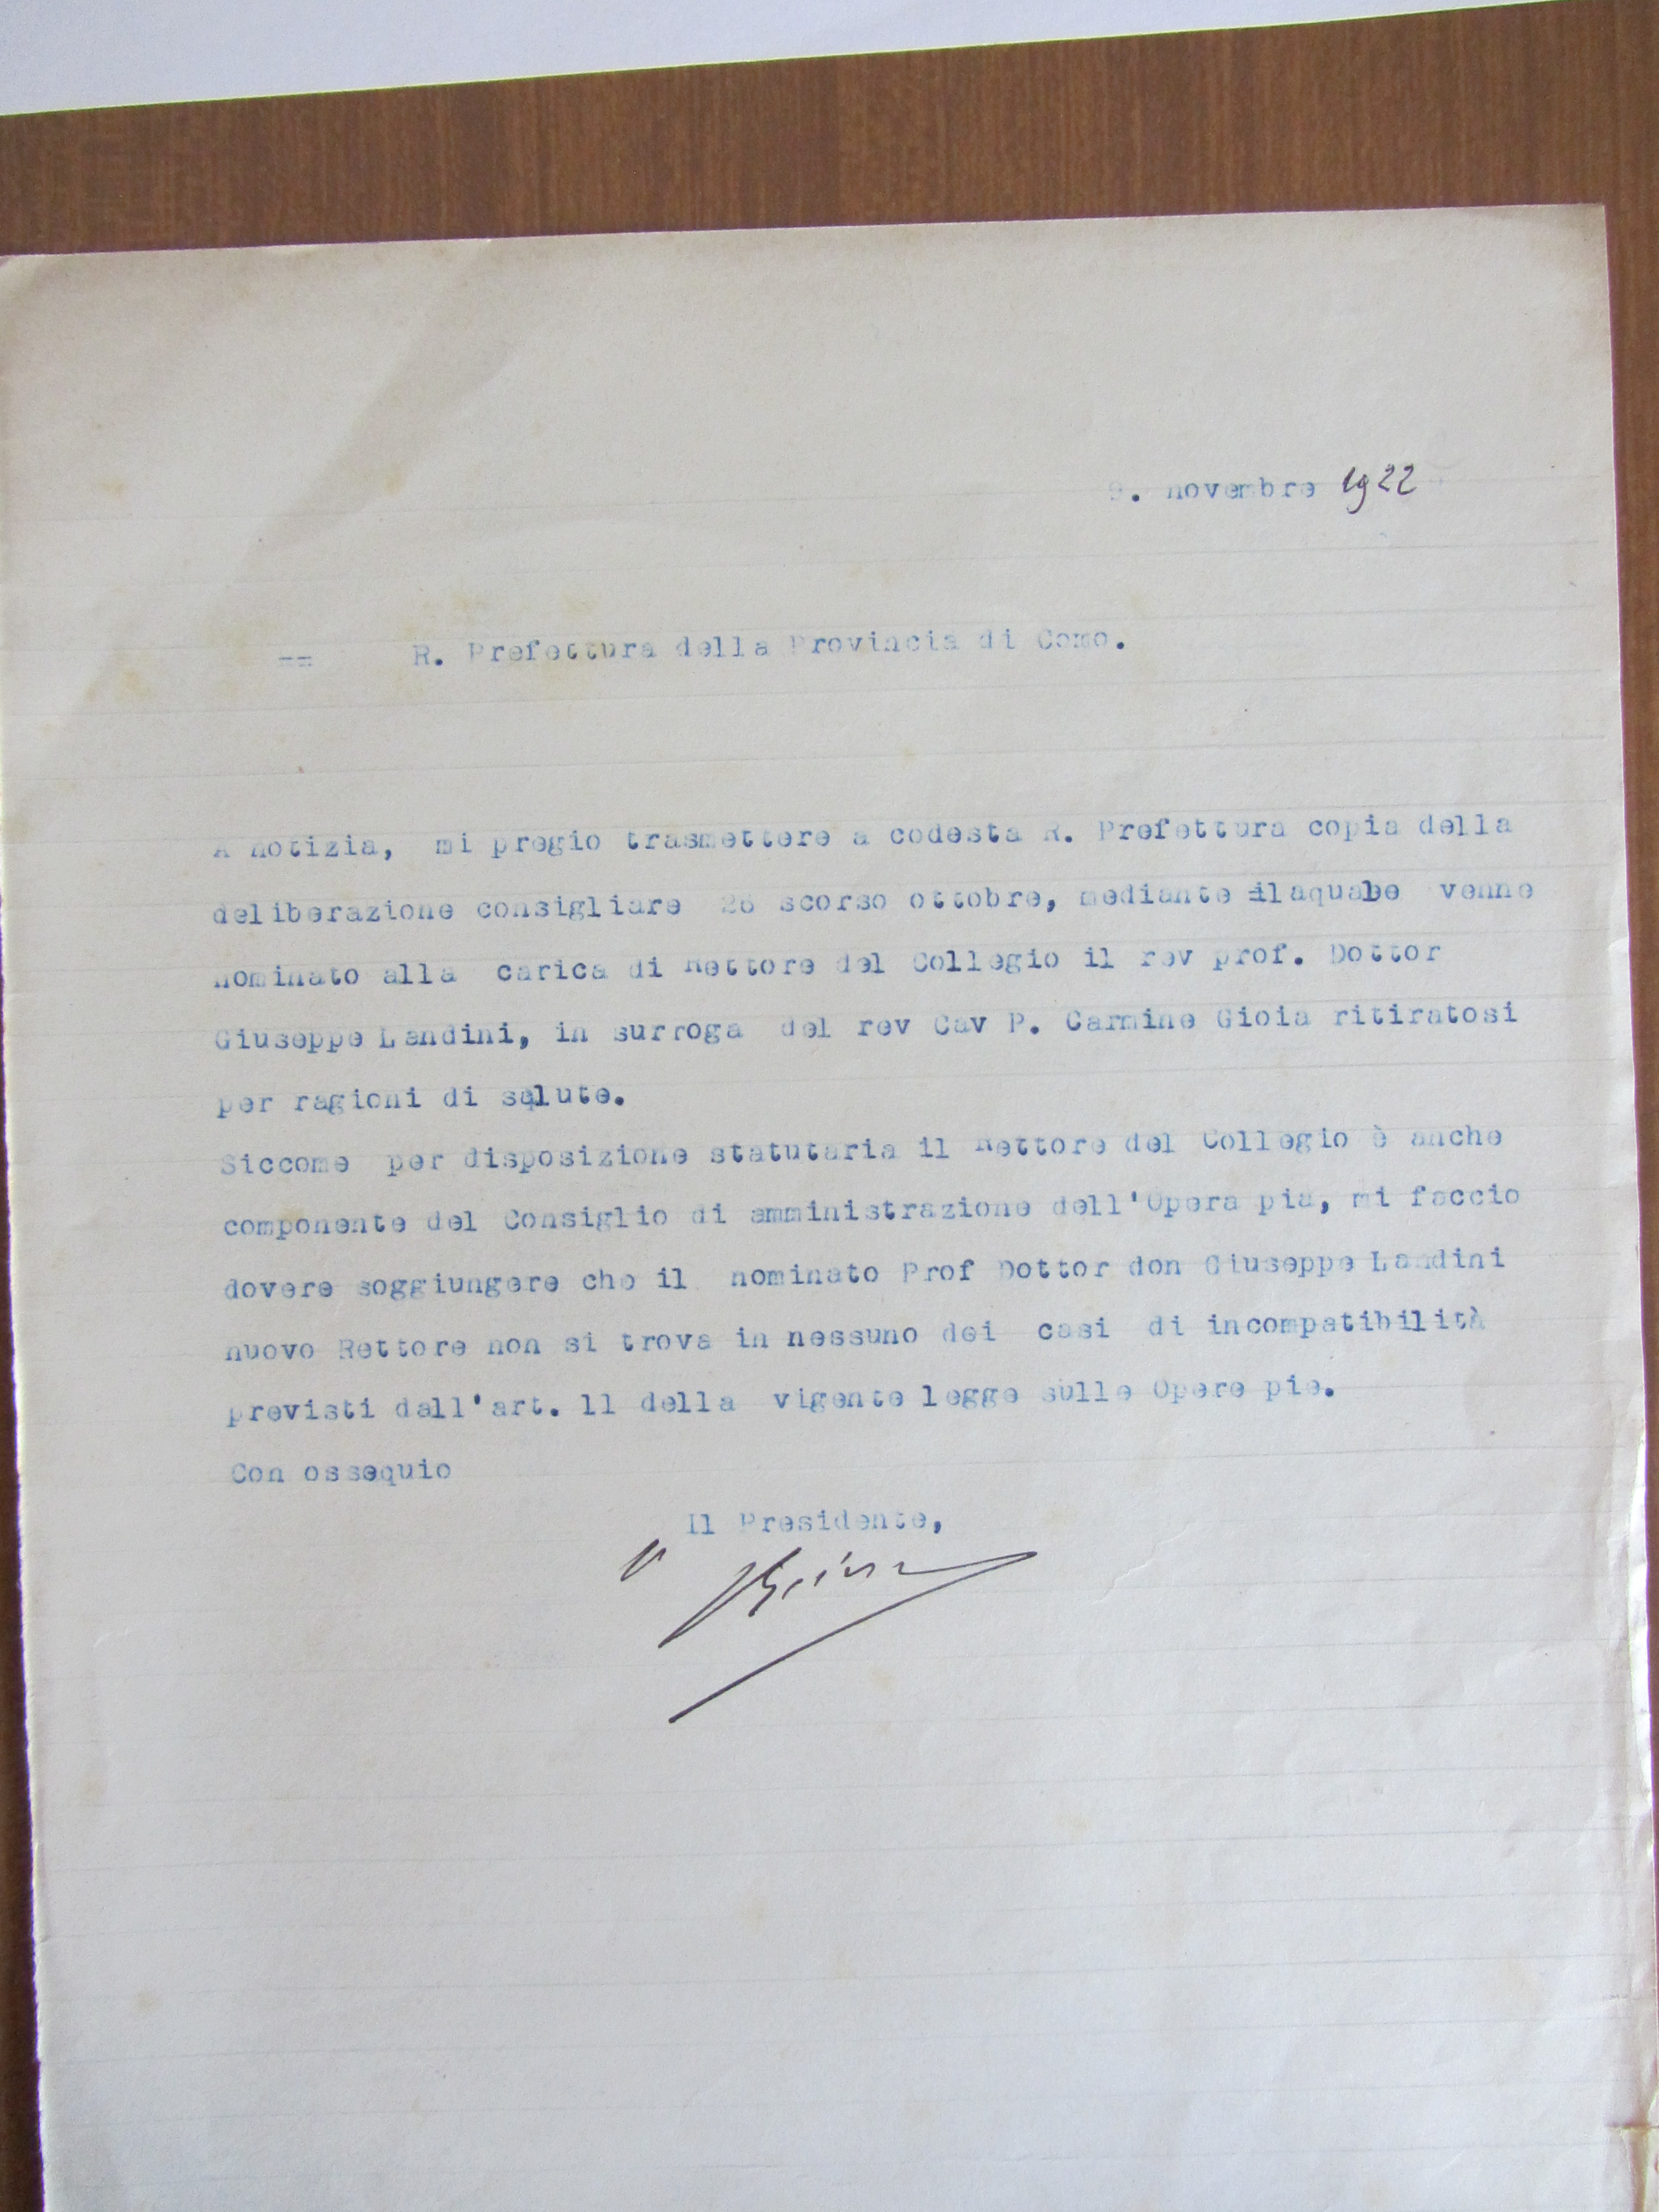 9. novembre 1922
== R. Prefettura della Provincia di Como.
A notizia, mi pregio trasmettere a codesta R. Prefettura copia della
deliberazione consigliare 28 scorso ottobre, mediante laquale venne
nominato alla carica di Rettore del Collegio il rev prof. Dottor
Giuseppe Landini, in surroga del rev Cav P. Carmine Gioia ritiratosi
per ragioni di salute.
Siccome per disposizione statutaria il Rettore del Collegio è anche
componente del Consiglio di amministrazione dell'Opera pia, mi faccio
dovere soggiungere che il nominato Prof Dottor don Giuseppe Landini
nuovo Rettore non si trova in nessuno dei casi di incompatibilità
previsti dall'art. 11 della vigente legge sulle Opere pie.
Con ossequio
Il Presidente,